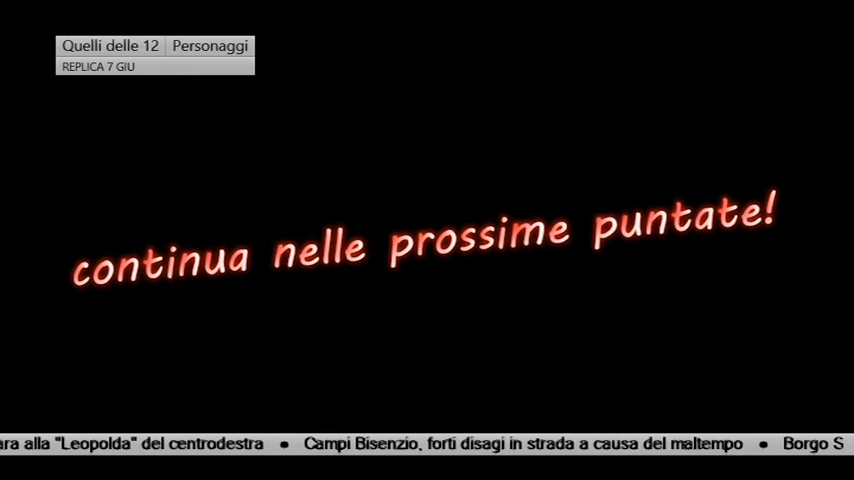 Quelli delle 12 Personaggi
REPLICA 7 GIU
continua nelle prossime puntate!
alla "Leopolda" del centrodestra • Campi Bisenzio, forti disagi in strada a causa del maltempo • Borgo S